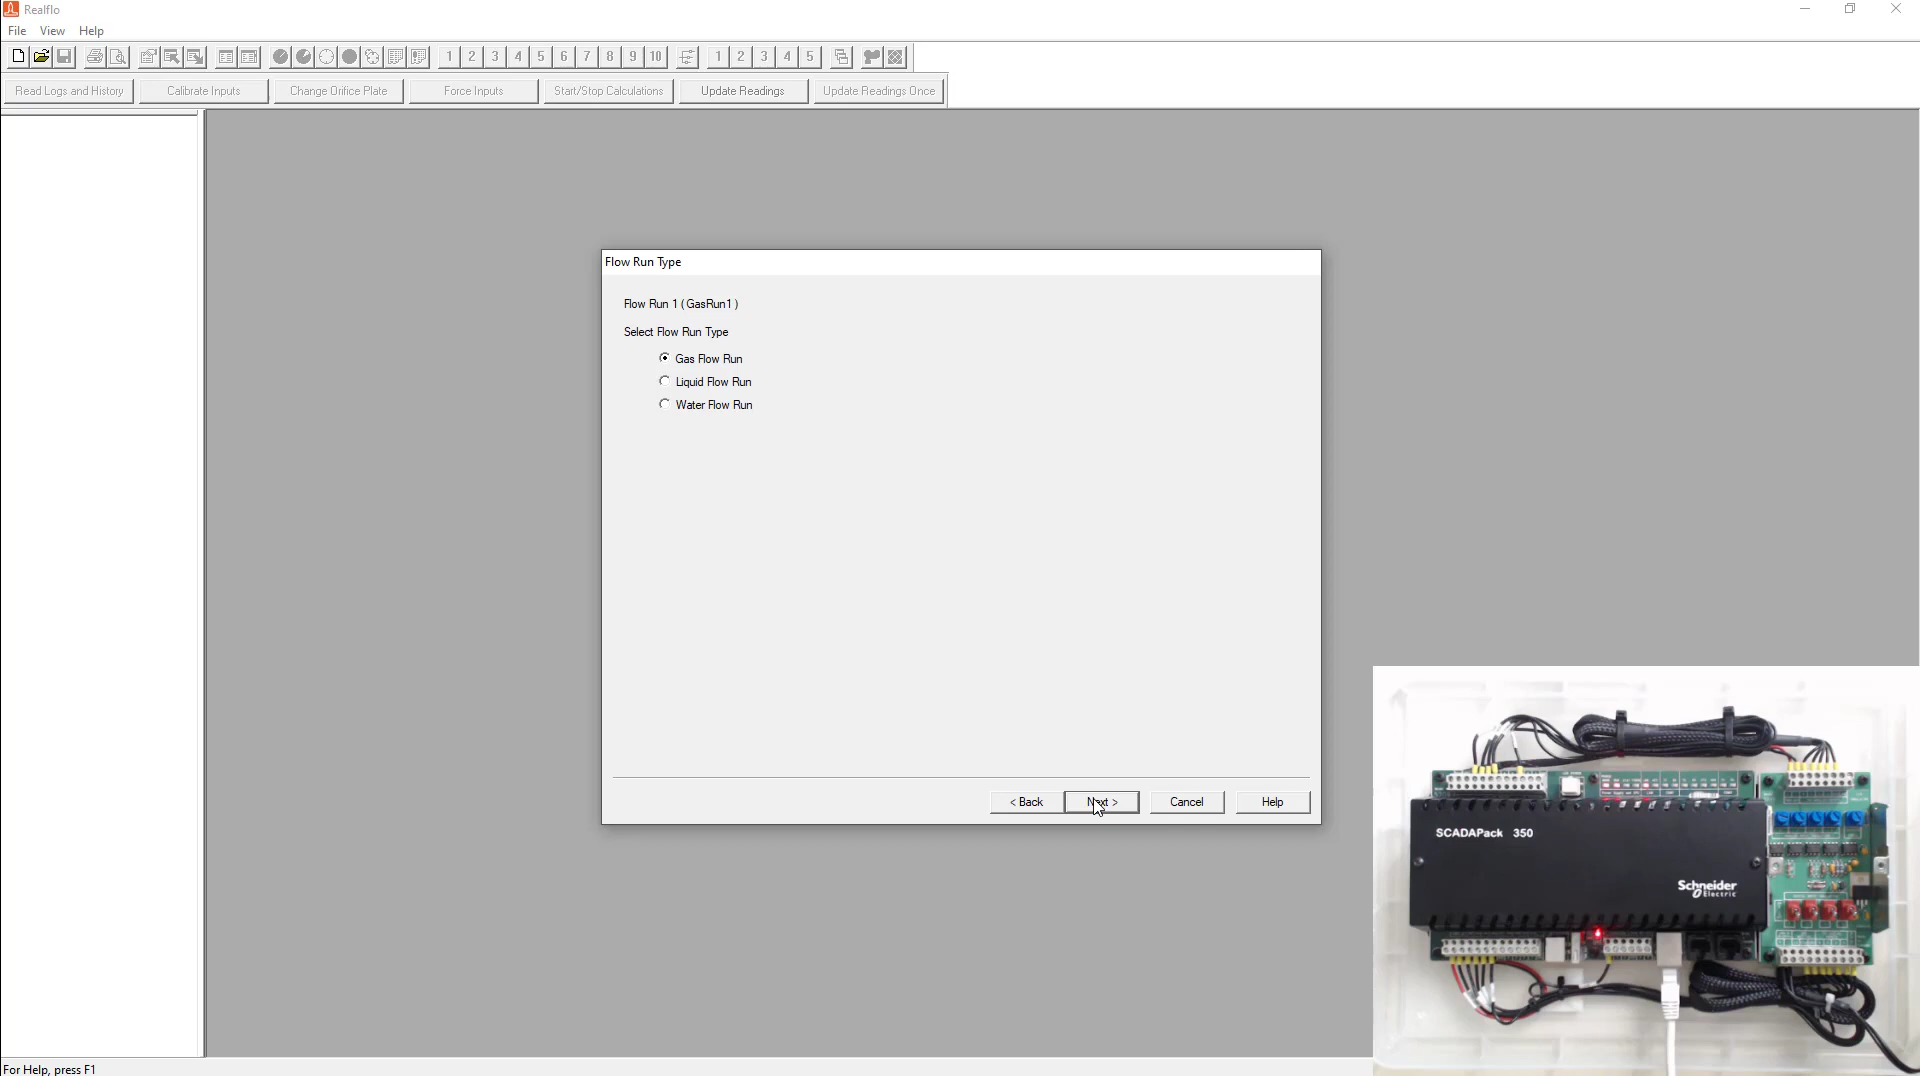 Realflo
File View Help
1 2 3 4 5 6 7 8 9 10 1 2 3 4 5
Read Logs and History Calibrate Inputs Change Orifice Plate Force Inputs Start/Stop Calculations Update Readings Update Readings Once
Flow Run Type
Flow Run 1 ( GasRun1 )
Select Flow Run Type
Gas Flow Run
Liquid Flow Run
Water Flow Run
< Back Next > Cancel Help
SCADAPack 350
Schneider
Electric
For Help, press F1